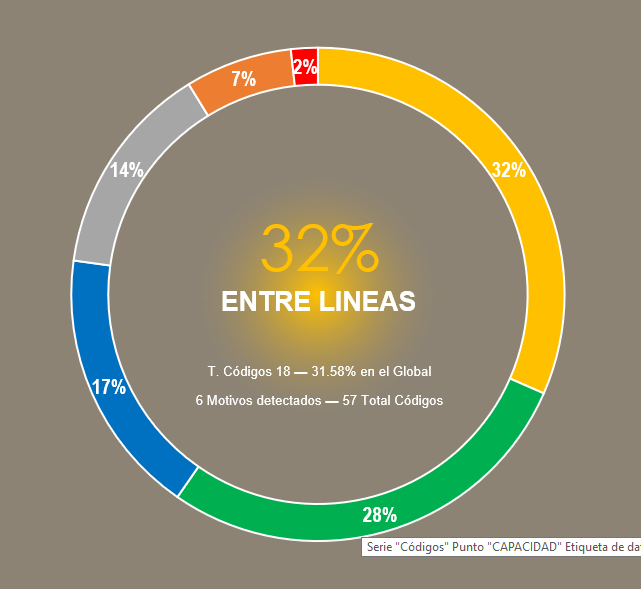 2%
7%
32%
14%
32%
ENTRE LINEAS
T. Códigos 18 — 31.58% en el Global
17%
6 Motivos detectados — 57 Total Códigos
28%
Serie "Códigos" Punto "CAPACIDAD" Etiqueta de da